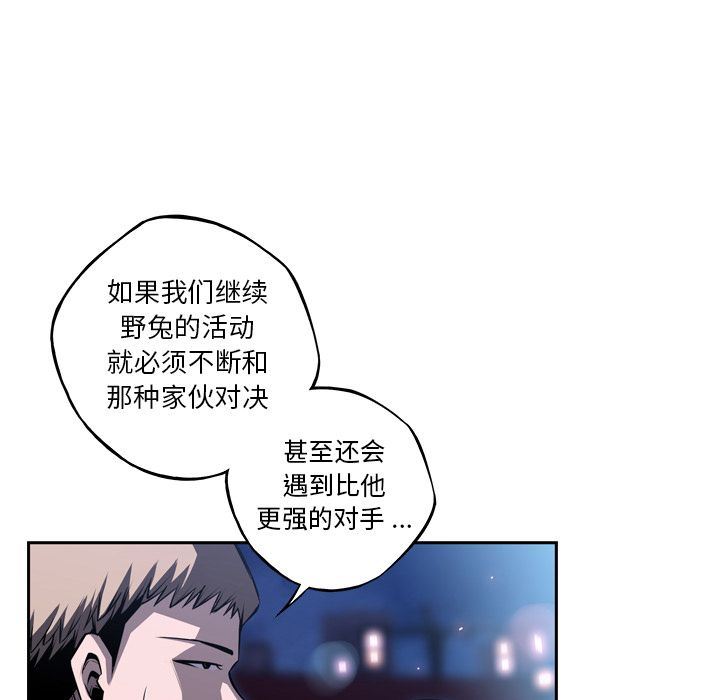 如果我们继续
野兔的活动
就必须不断和
那种家伙对决
甚至还会
遇到比他
更强的对手...